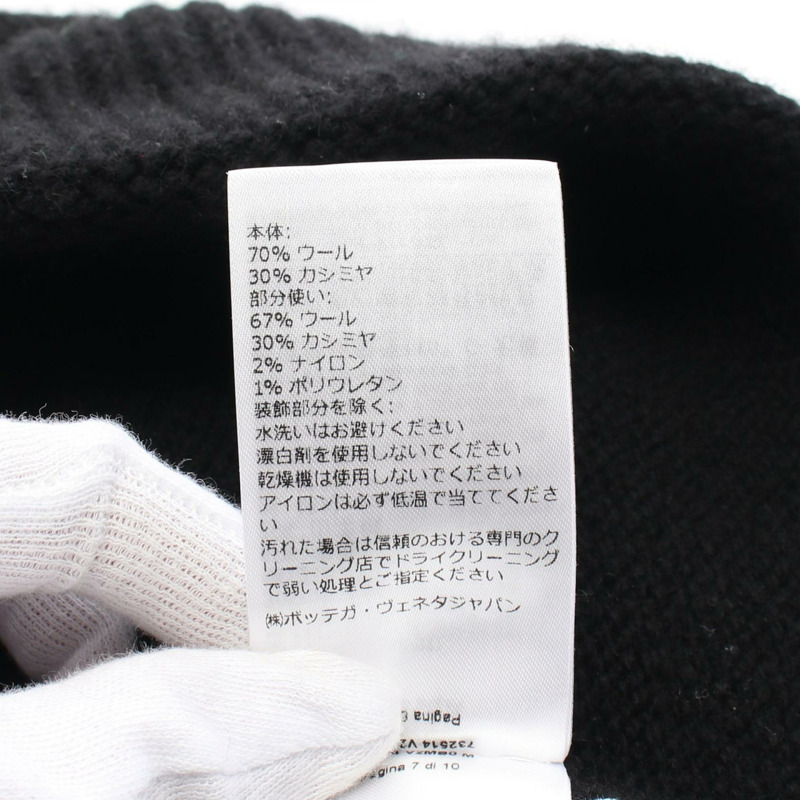 本体:
70% ウール
30% カシミヤ
部分使い:
67% ウール
30% カシミヤ
2% ナイロン
1% ポリウレタン
装飾部分を除く:
水洗いはお避けください
漂白剤を使用しないでください
乾燥機は使用しないでください
アイロンは必ず低温で当ててくださ
い
汚れた場合は信頼のおける専門のク
リーニング店でドライクリーニング
で弱い処理とご指定ください
㈱ボッテガ・ヴェネタジャパン
Pagina
732514
7 di 10